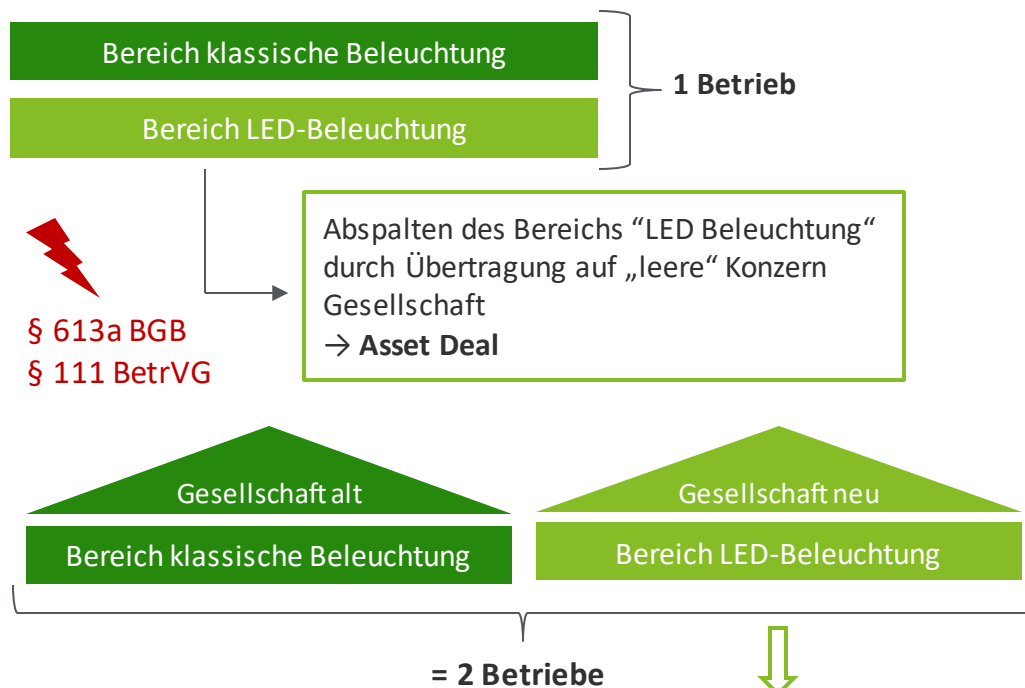 Bereich klassische Beleuchtung
1 Betrieb
Bereich LED-Beleuchtung
Abspalten des Bereichs “LED Beleuchtung“
durch Übertragung auf „leere“ Konzern
Gesellschaft
→ Asset Deal
§ 613a BGB
§ 111 BetrVG
Gesellschaft alt
Gesellschaft neu
Bereich klassische Beleuchtung
Bereich LED-Beleuchtung
= 2 Betriebe